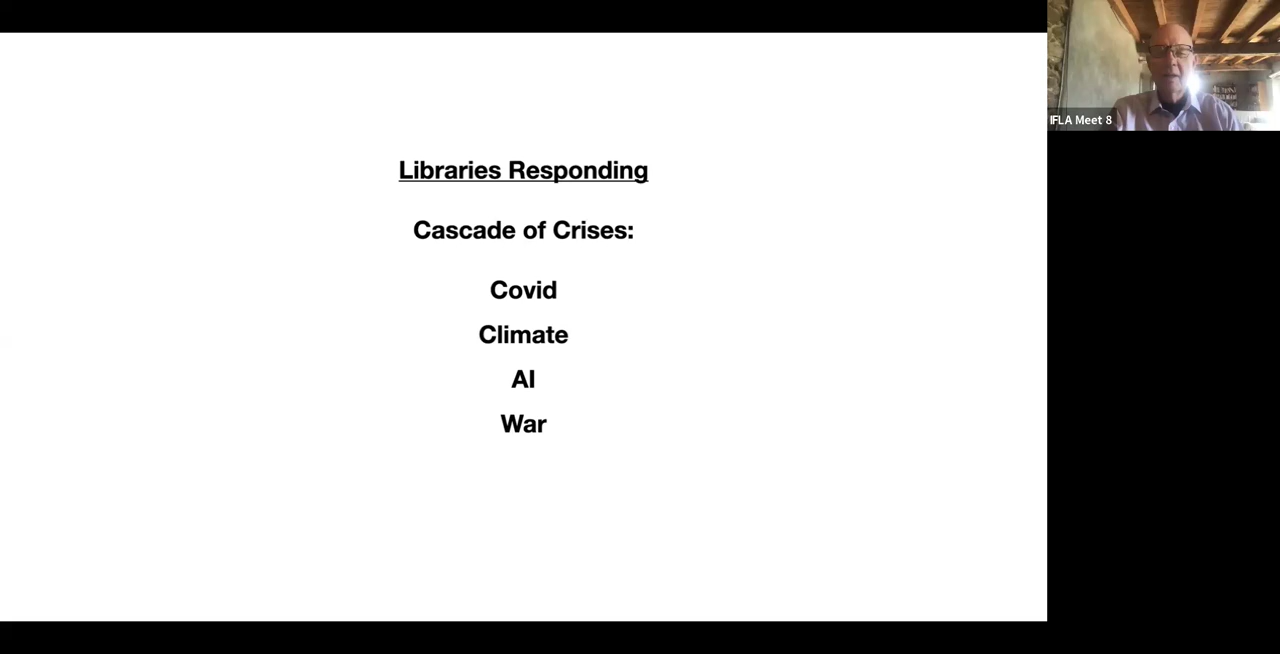 Libraries Responding
Cascade of Crises:
Covid
Climate
AI
War
IFLA Meet 8